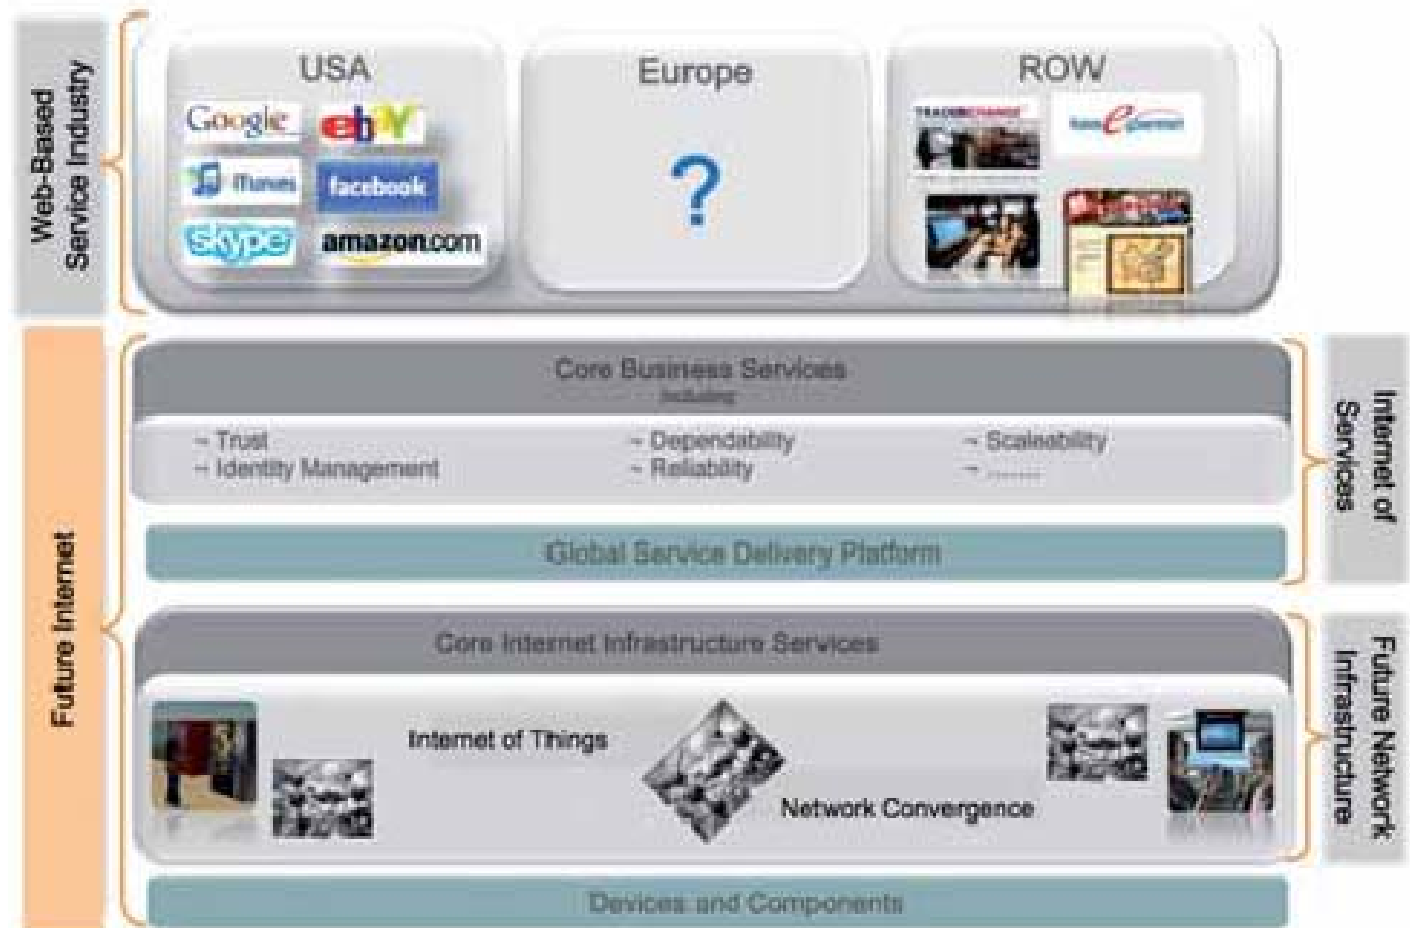 Web-Based
Service Industry
USA
Google
ebY
iTunes
facebook
skype
amazon.com
Europe
?
ROW
Future Internet
Core Business Services
including
~ Trust
~ Identity Management
~ Dependability
~ Reliability
~ Scaleability
~ ........
Global Service Delivery Platform
Internet of
Services
Core Internet Infrastructure Services
Internet of Things
Network Convergence
Future Network
Infrastructure
Devices and Components